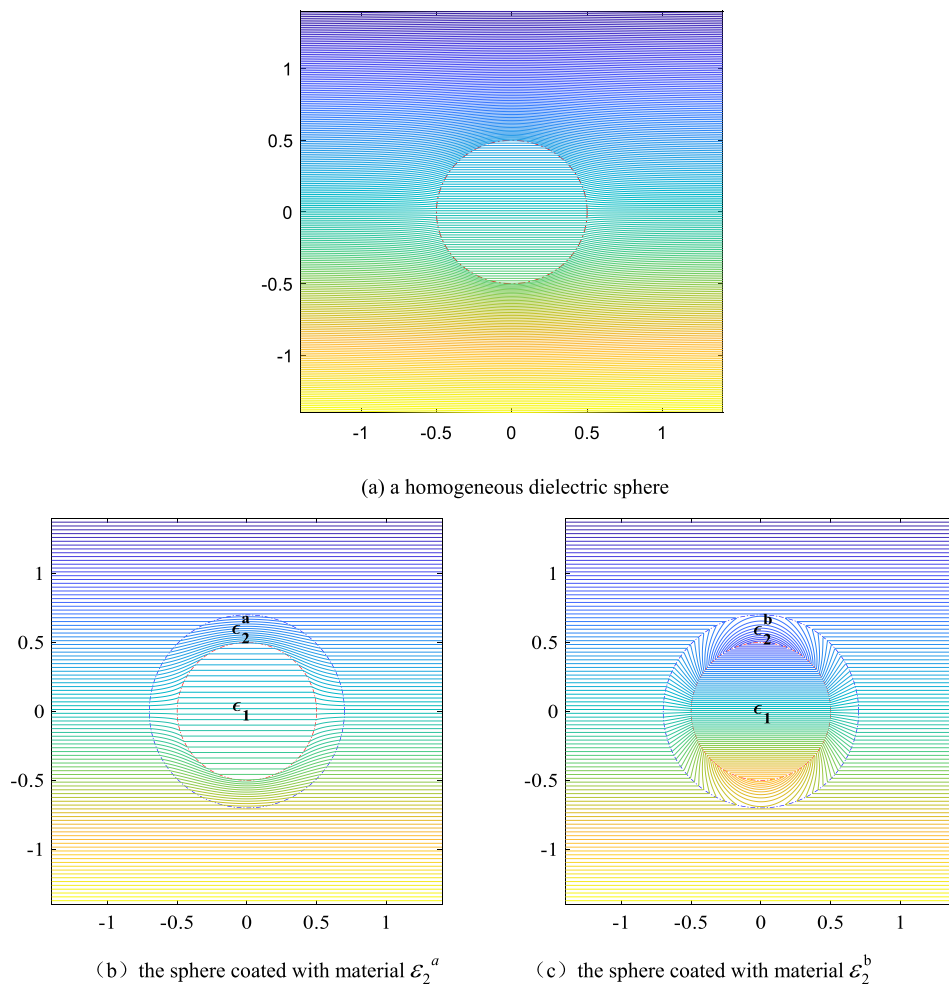 1
0.5
0
-0.5
-1
-1 -0.5 0 0.5 1
(a) a homogeneous dielectric sphere
1
0.5
0
-0.5
-1
-1 -0.5 0 0.5 1
ϵ₂ᵃ
ϵ₁
1
0.5
0
-0.5
-1
-1 -0.5 0 0.5 1
ϵ₂ᵇ
ϵ₁
（b）the sphere coated with material ε₂ᵃ
（c）the sphere coated with material ε₂ᵇ